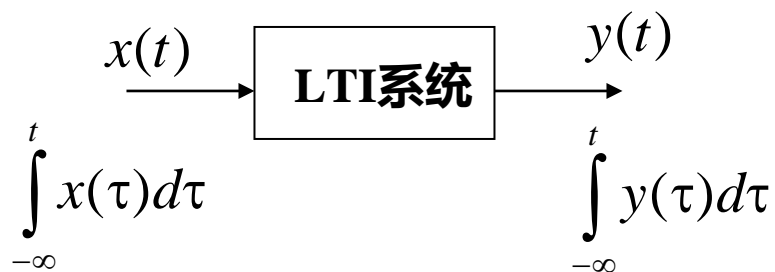 x(t)
LTI系统
y(t)
∫_{-∞}^{t} x(τ)dτ
∫_{-∞}^{t} y(τ)dτ